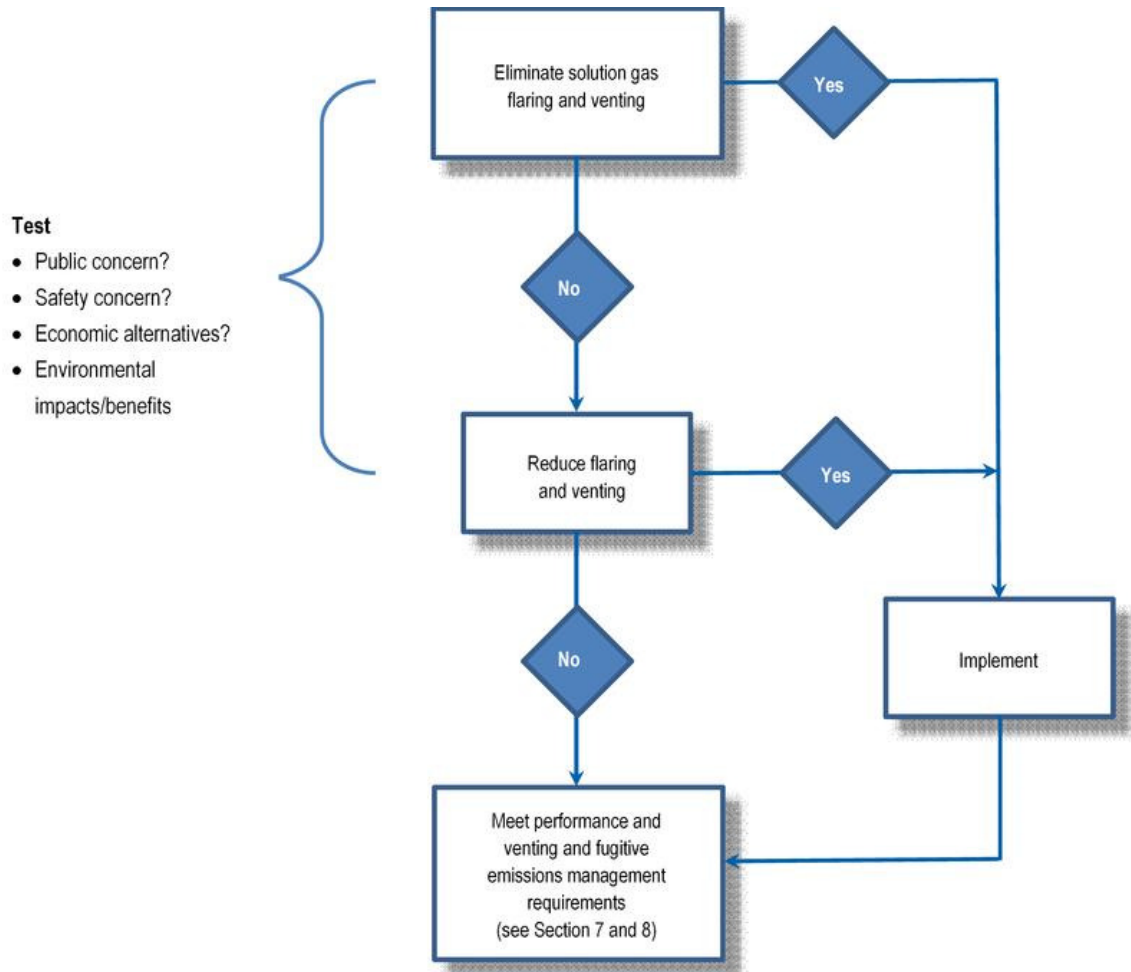 Eliminate solution gas
flaring and venting
Yes
Test
• Public concern?
• Safety concern?
• Economic alternatives?
• Environmental
impacts/benefits
No
Reduce flaring
and venting
Yes
No
Implement
Meet performance and
venting and fugitive
emissions management
requirements
(see Section 7 and 8)